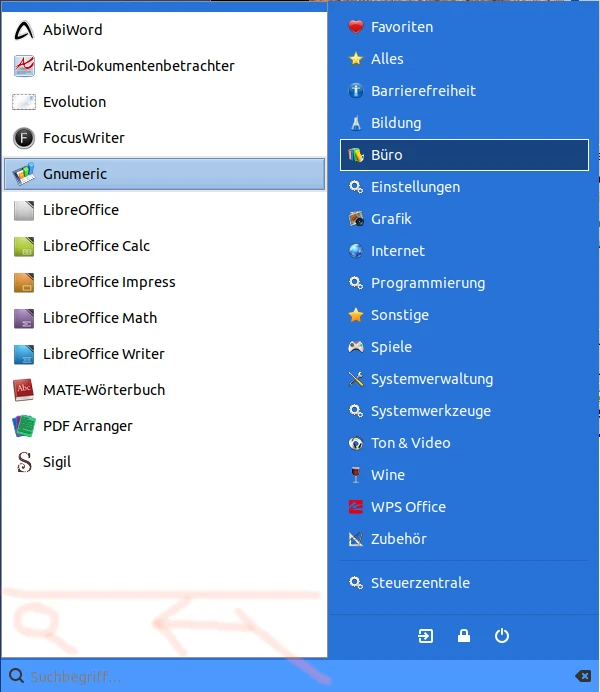 AbiWord
Atril-Dokumentenbetrachter
Evolution
FocusWriter
Gnumeric
LibreOffice
LibreOffice Calc
LibreOffice Impress
LibreOffice Math
LibreOffice Writer
MATE-Wörterbuch
PDF Arranger
Sigil
Favoriten
Alles
Barrierefreiheit
Bildung
Büro
Einstellungen
Grafik
Internet
Programmierung
Sonstige
Spiele
Systemverwaltung
Systemwerkzeuge
Ton & Video
Wine
WPS Office
Zubehör
Steuerzentrale
Suchbegriff...